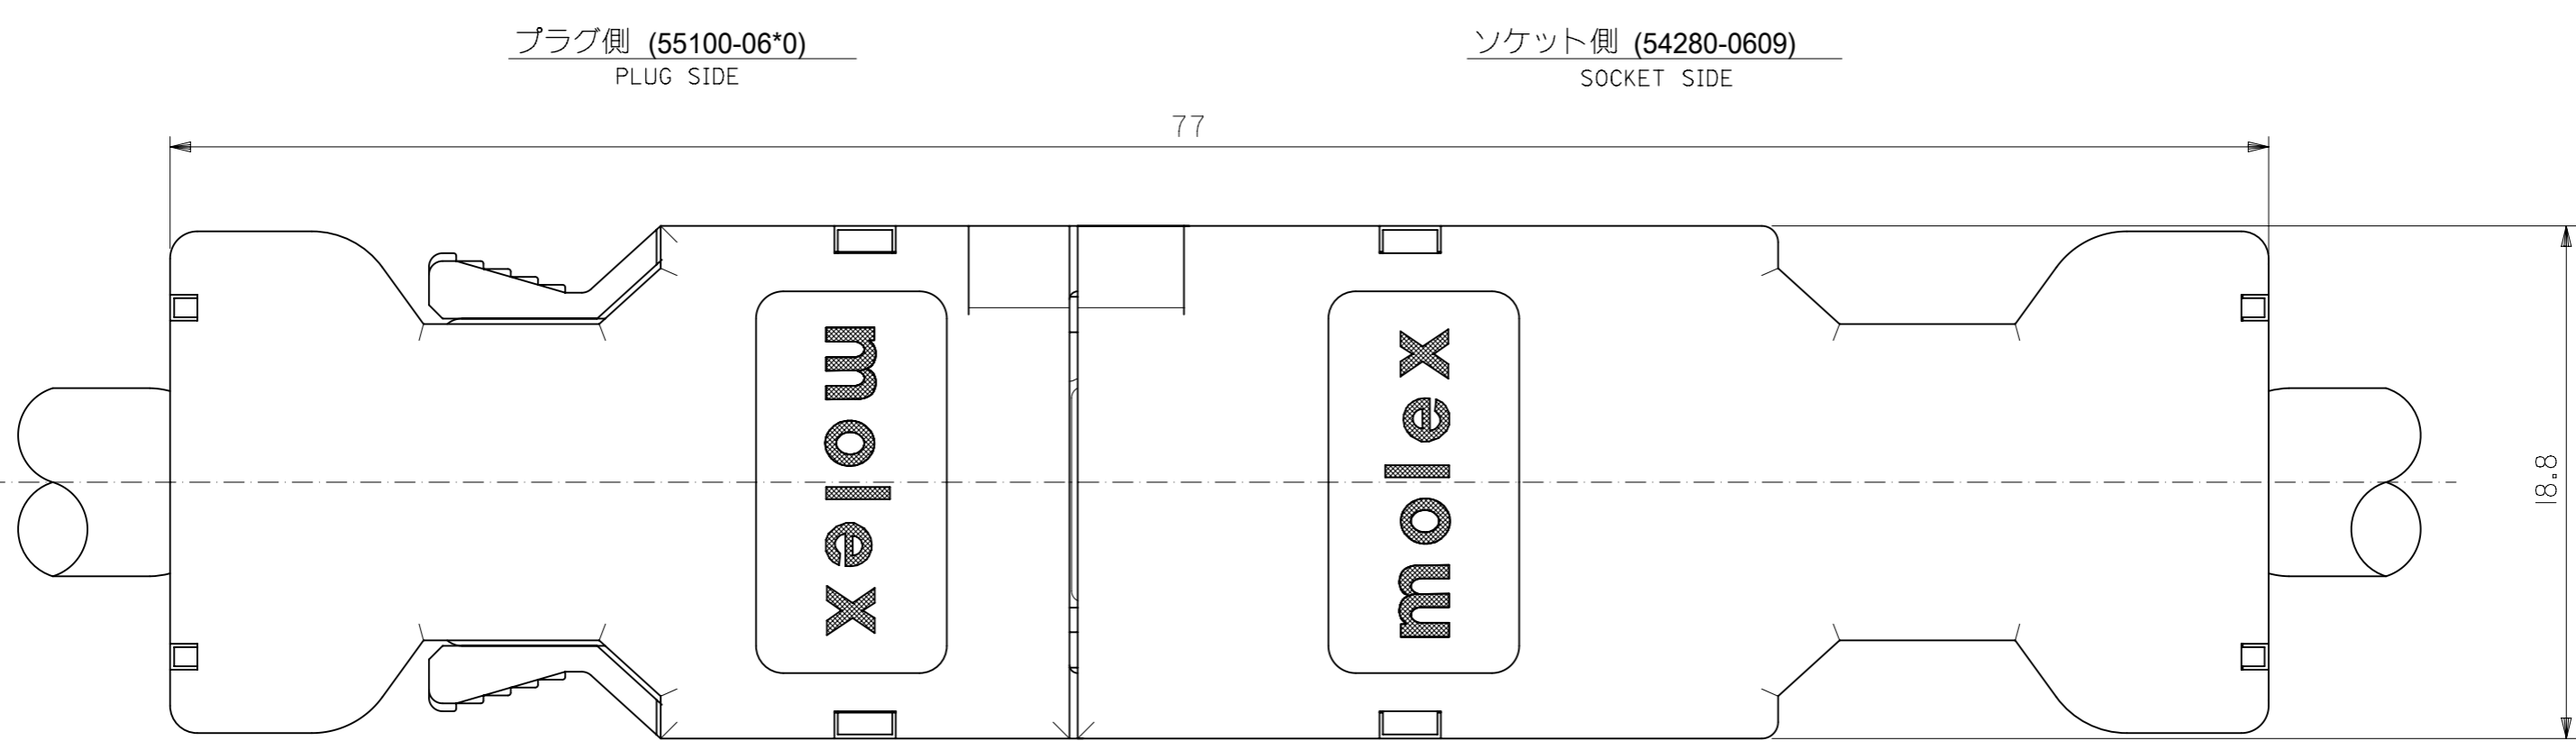 プラグ側 (55100-06*0)
PLUG SIDE
ソケット側 (54280-0609)
SOCKET SIDE
77
molex
molex
18.8